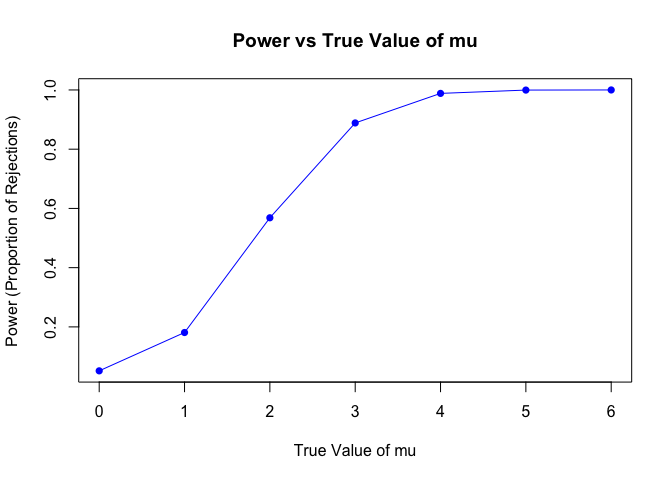 Power vs True Value of mu
Power (Proportion of Rejections)
1.0
0.8
0.6
0.4
0.2
0 1 2 3 4 5 6
True Value of mu